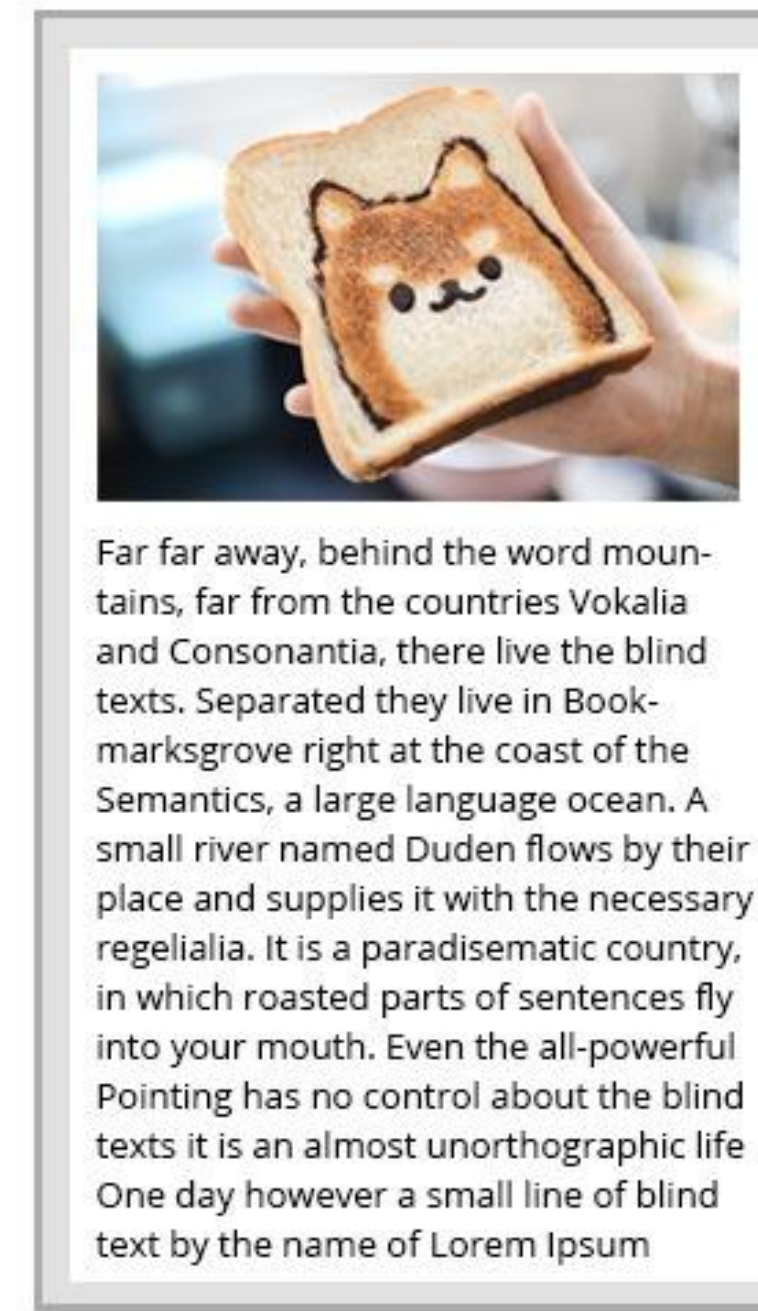 Far far away, behind the word moun-
tains, far from the countries Vokalia
and Consonantia, there live the blind
texts. Separated they live in Book-
marksgrove right at the coast of the
Semantics, a large language ocean. A
small river named Duden flows by their
place and supplies it with the necessary
regelialia. It is a paradisematic country,
in which roasted parts of sentences fly
into your mouth. Even the all-powerful
Pointing has no control about the blind
texts it is an almost unorthographic life
One day however a small line of blind
text by the name of Lorem Ipsum